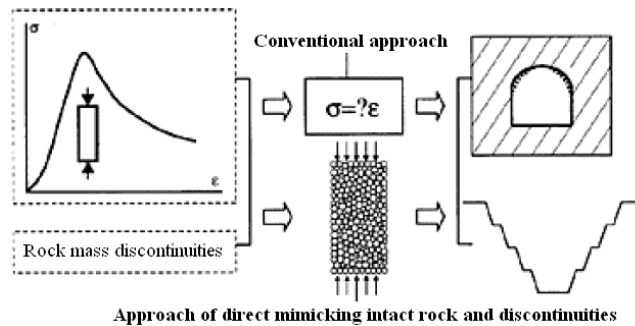 σ
Conventional approach
σ=?ε
ε
Rock mass discontinuities
Approach of direct mimicking intact rock and discontinuities